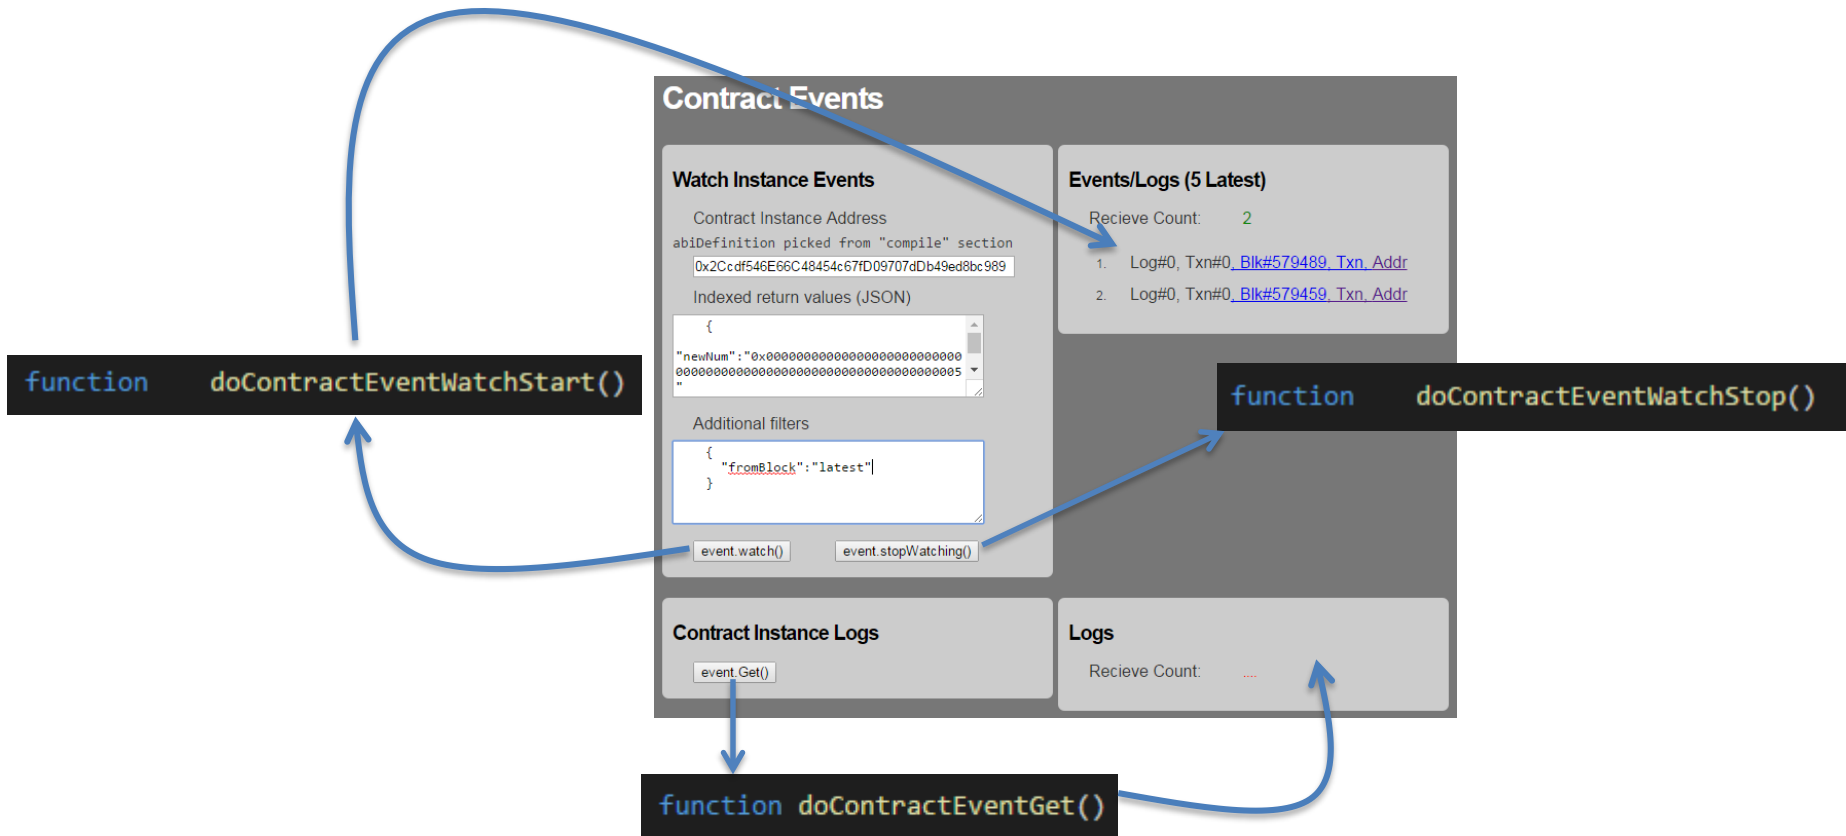 Contract Events
Watch Instance Events
Contract Instance Address
abiDefinition picked from "compile" section
0x2Ccdf546E66C48454c67fD09707dDb49ed8bc989
Indexed return values (JSON)
{
"newNum":"0x00000000000000000000000000
0000000000000000000000000000000000005
"
Additional filters
{
"fromBlock":"latest"
}
event.watch()
event.stopWatching()
Events/Logs (5 Latest)
Recieve Count: 2
1. Log#0, Txn#0, Blk#579489, Txn, Addr
2. Log#0, Txn#0, Blk#579459, Txn, Addr
function doContractEventWatchStart()
function doContractEventWatchStop()
Contract Instance Logs
event.Get()
Logs
Recieve Count: ....
function doContractEventGet()